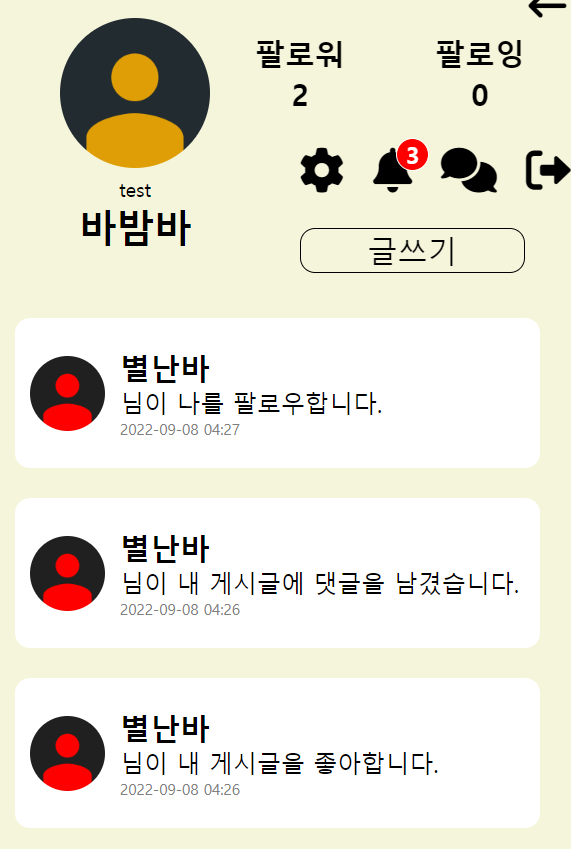 팔로워
팔로잉
2
0
3
test
바밤바
글쓰기
별난바
님이 나를 팔로우합니다.
2022-09-08 04:27
별난바
님이 내 게시글에 댓글을 남겼습니다.
2022-09-08 04:26
별난바
님이 내 게시글을 좋아합니다.
2022-09-08 04:26